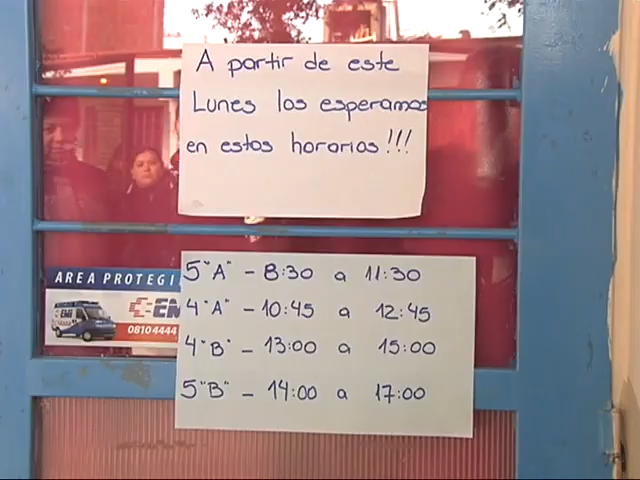 A partir de este
Lunes los esperamos
en estos horarios!!!
5"A" - 8:30 a 11:30
4"A" - 10:45 a 12:45
4"B" - 13:00 a 15:00
5"B" - 14:00 a 17:00
AREA PROTEGI
EMI
08104444